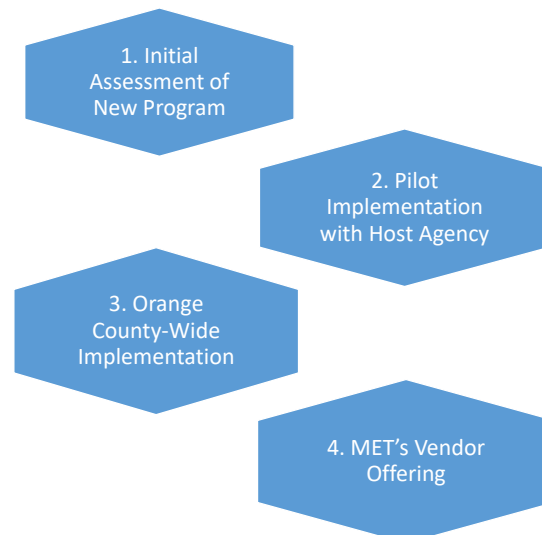 1. Initial
Assessment of
New Program
2. Pilot
Implementation
with Host Agency
3. Orange
County-Wide
Implementation
4. MET’s Vendor
Offering